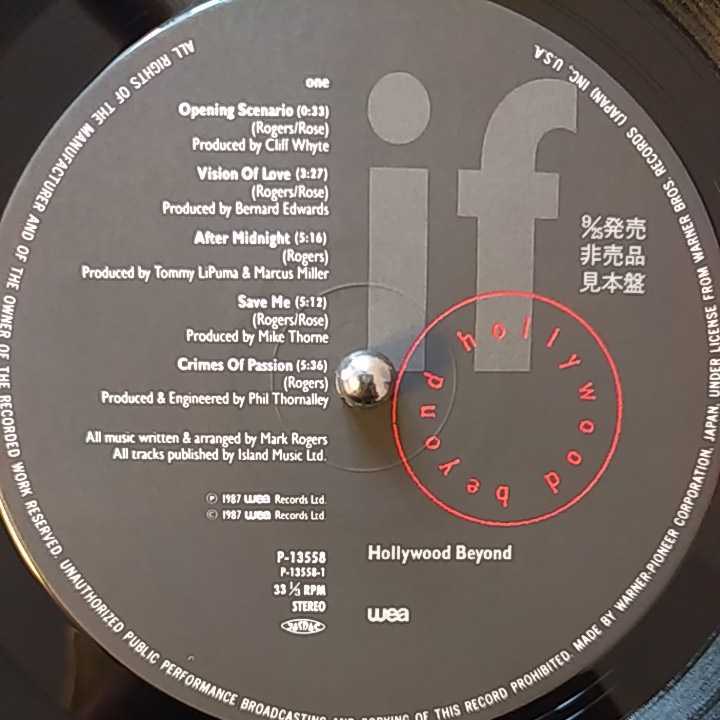 one
Opening Scenario (0:33)
(Rogers/Rose)
Produced by Cliff Whyte
Vision Of Love (3:27)
(Rogers/Rose)
Produced by Bernard Edwards
After Midnight (5:16)
(Rogers)
Produced by Tommy LiPuma & Marcus Miller
Save Me (5:12)
(Rogers/Rose)
Produced by Mike Thorne
Crimes Of Passion (5:36)
(Rogers)
Produced & Engineered by Phil Thornalley
All music written & arranged by Mark Rogers
All tracks published by Island Music Ltd.
℗ 1987 wea Records Ltd.
© 1987 wea Records Ltd.
P-13558
P-13558-1
33 1/3 RPM
STEREO
JASRAC
if
9/25発売
非売品
見本盤
hollywood beyond
Hollywood Beyond
wea
ALL RIGHTS OF THE MANUFACTURER AND OF THE OWNER OF THE RECORDED WORK RESERVED. UNAUTHORIZED PUBLIC PERFORMANCE BROADCASTING AND COPYING OF THIS RECORD PROHIBITED. MADE BY WARNER-PIONEER CORPORATION, JAPAN, UNDER LICENSE FROM WARNER BROS. RECORDS (JAPAN) INC., U.S.A.